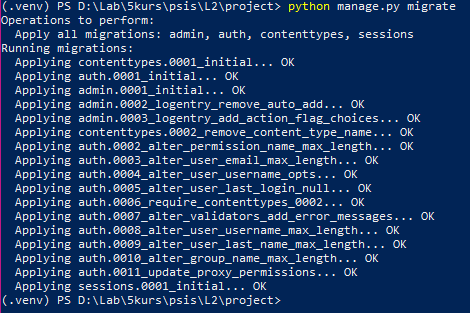 (.venv) PS D:\Lab\5kurs\psis\L2\project> python manage.py migrate
Operations to perform:
  Apply all migrations: admin, auth, contenttypes, sessions
Running migrations:
  Applying contenttypes.0001_initial... OK
  Applying auth.0001_initial... OK
  Applying admin.0001_initial... OK
  Applying admin.0002_logentry_remove_auto_add... OK
  Applying admin.0003_logentry_add_action_flag_choices... OK
  Applying contenttypes.0002_remove_content_type_name... OK
  Applying auth.0002_alter_permission_name_max_length... OK
  Applying auth.0003_alter_user_email_max_length... OK
  Applying auth.0004_alter_user_username_opts... OK
  Applying auth.0005_alter_user_last_login_null... OK
  Applying auth.0006_require_contenttypes_0002... OK
  Applying auth.0007_alter_validators_add_error_messages... OK
  Applying auth.0008_alter_user_username_max_length... OK
  Applying auth.0009_alter_user_last_name_max_length... OK
  Applying auth.0010_alter_group_name_max_length... OK
  Applying auth.0011_update_proxy_permissions... OK
  Applying sessions.0001_initial... OK
(.venv) PS D:\Lab\5kurs\psis\L2\project>